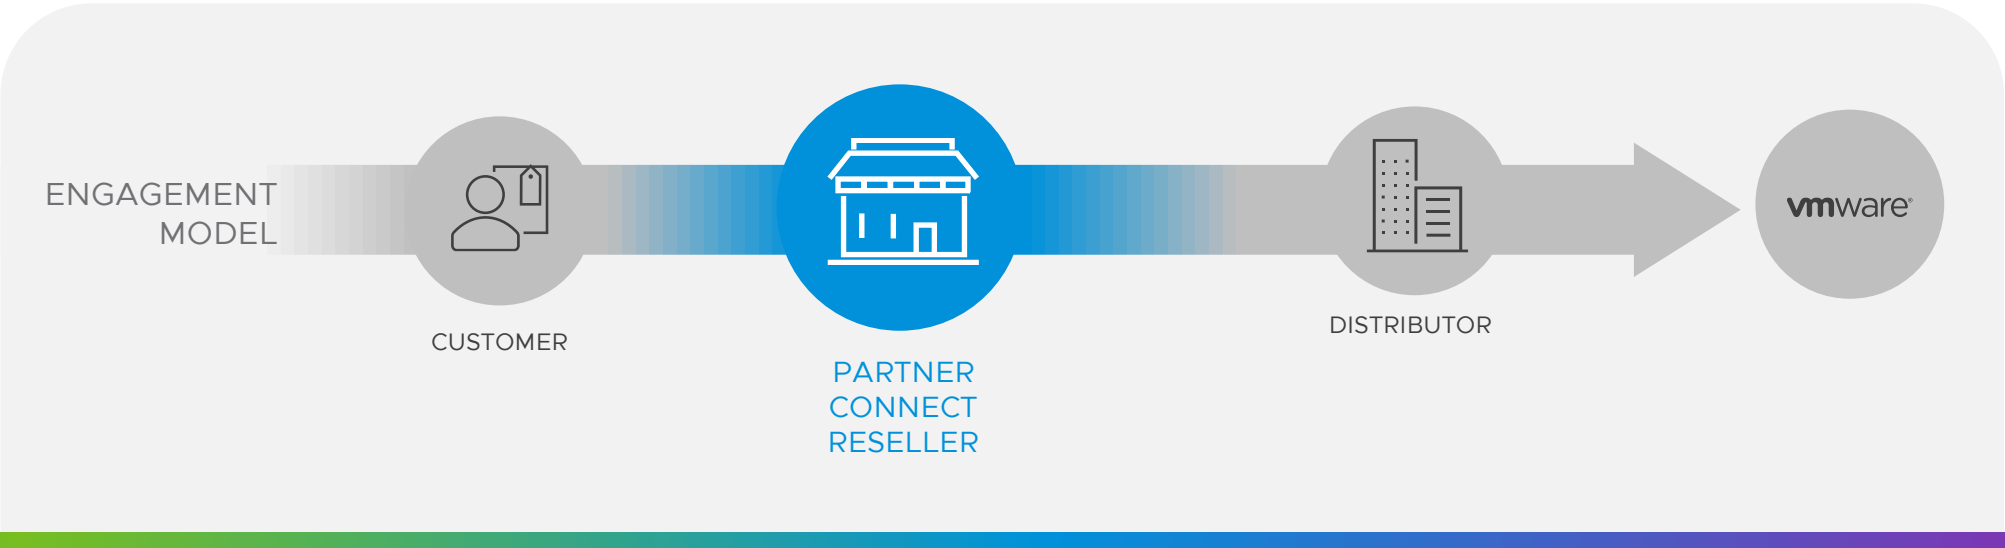 ENGAGEMENT
MODEL
CUSTOMER
PARTNER
CONNECT
RESELLER
DISTRIBUTOR
vmware®